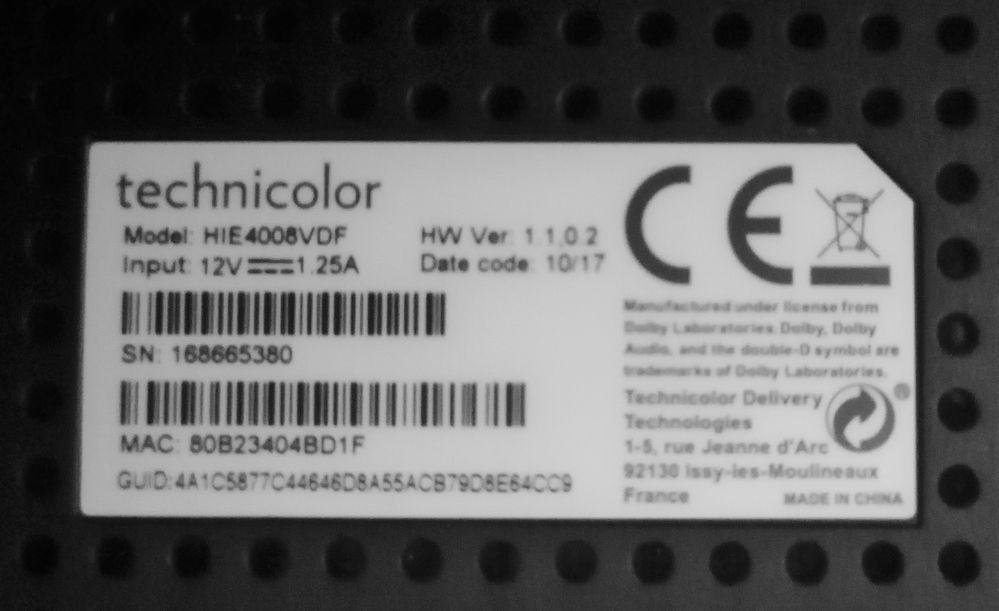 technicolor
Model: HIE4008VDF
HW Ver: 1.1,0.2
Input: 12V 1.25A
Date code: 10/17
SN: 168665380
MAC: 80B23404BD1F
GUID:4A1C5877C44646D8A55ACB79D8E64CC9
CE
Manufactured under license from
Dolby Laboratories. Dolby, Dolby
Audio, and the double-D symbol are
trademarks of Dolby Laboratories.
Technicolor Delivery
Technologies
1-5, rue Jeanne d'Arc
92130 Issy-les-Moulineaux
France
®
MADE IN CHINA